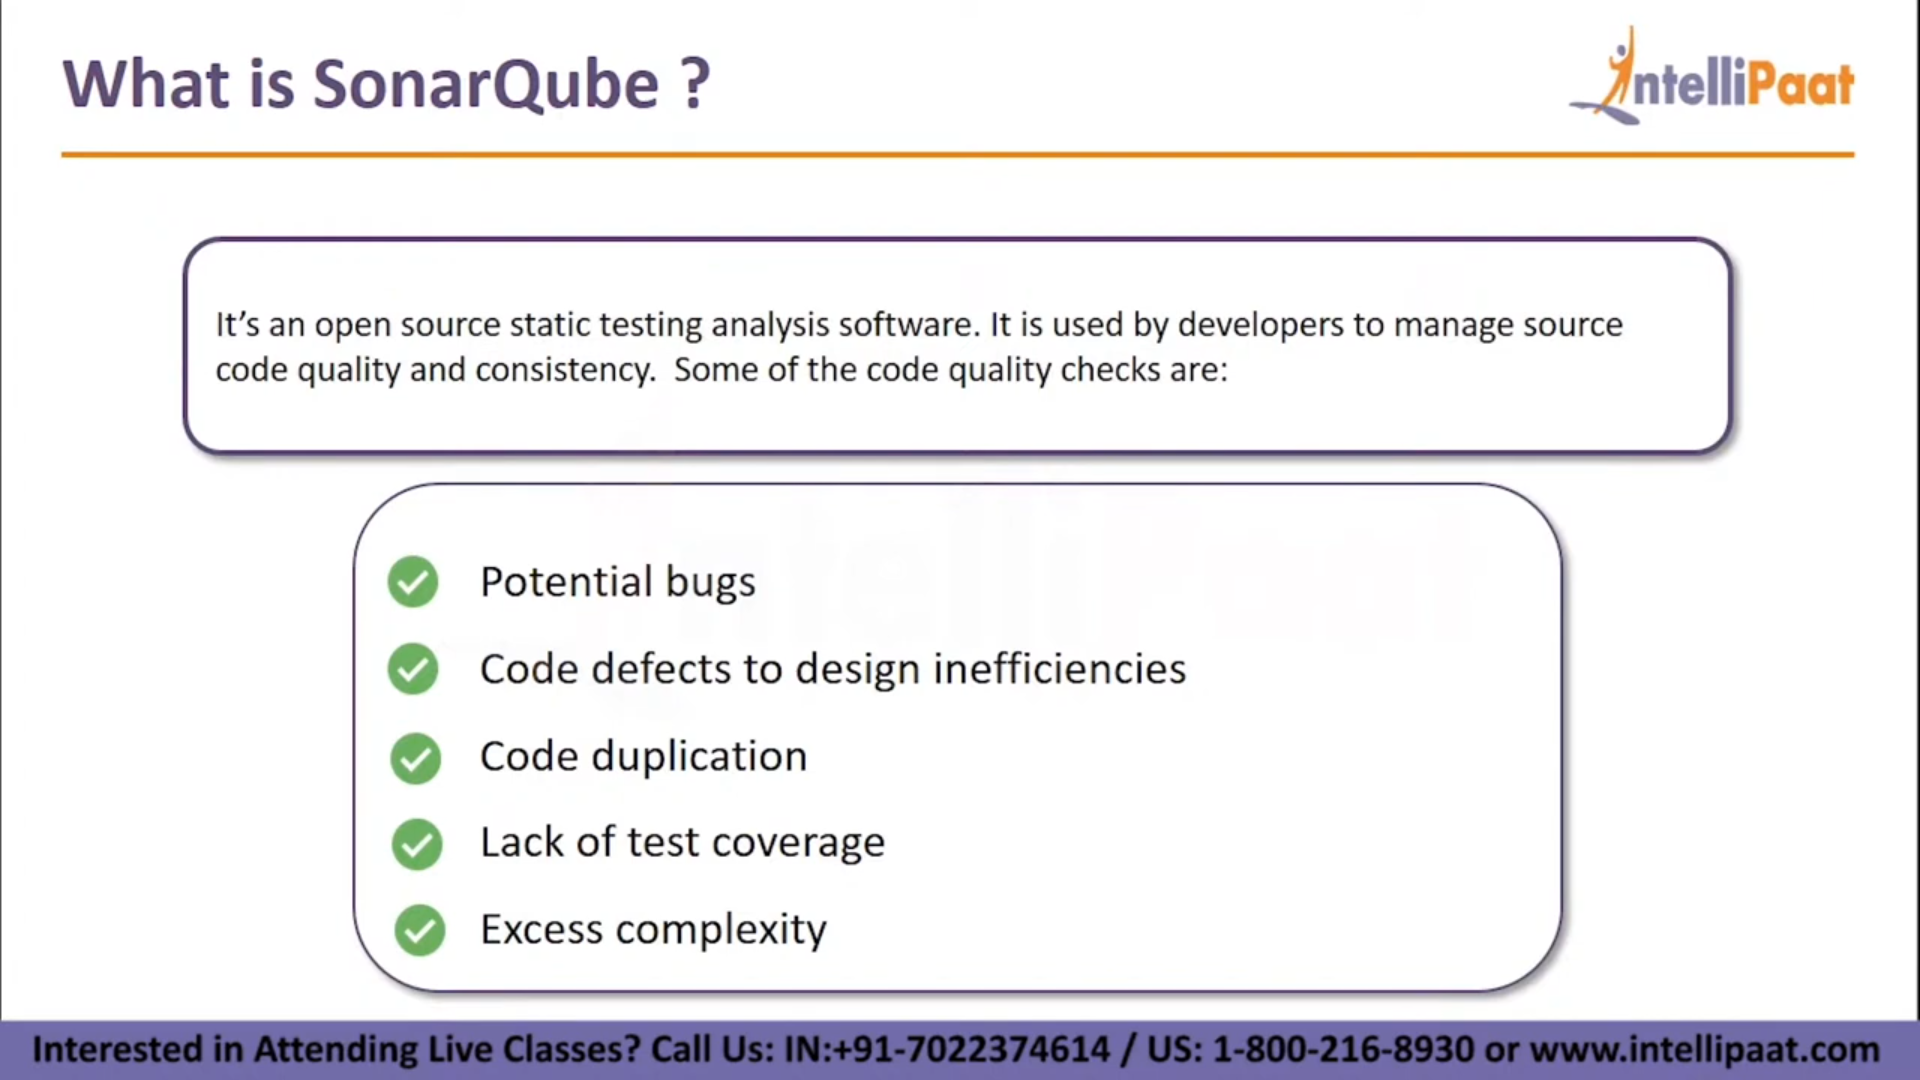 What is SonarQube ?
IntelliPaat
It’s an open source static testing analysis software. It is used by developers to manage source
code quality and consistency.  Some of the code quality checks are:
Potential bugs
Code defects to design inefficiencies
Code duplication
Lack of test coverage
Excess complexity
Interested in Attending Live Classes? Call Us: IN:+91-7022374614 / US: 1-800-216-8930 or www.intellipaat.com